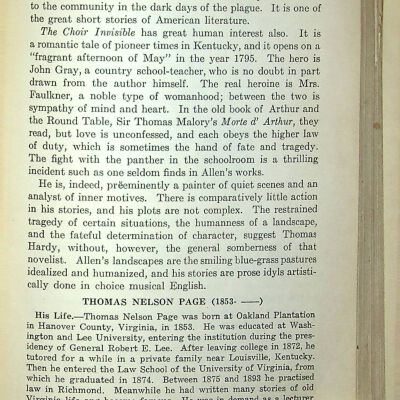 to the community in the dark days of the plague. It is one of
the great short stories of American literature.
The Choir Invisible has great human interest also. It is
a romantic tale of pioneer times in Kentucky, and it opens on a
"fragrant afternoon of May" in the year 1795. The hero is
John Gray, a country school-teacher, who is no doubt in part
drawn from the author himself. The real heroine is Mrs.
Faulkner, a noble type of womanhood; between the two is
sympathy of mind and heart. In the old book of Arthur and
the Round Table, Sir Thomas Malory's Morte d' Arthur, they
read, but love is unconfessed, and each obeys the higher law
of duty, which is sometimes the hand of fate and tragedy.
The fight with the panther in the schoolroom is a thrilling
incident such as one seldom finds in Allen's works.
He is, indeed, preëminently a painter of quiet scenes and an
analyst of inner motives. There is comparatively little action
in his stories, and his plots are not complex. The restrained
tragedy of certain situations, the humanness of a landscape,
and the fateful determination of character, suggest Thomas
Hardy, without, however, the general somberness of that
novelist. Allen's landscapes are the smiling blue-grass pastures
idealized and humanized, and his stories are prose idyls artisti-
cally done in choice musical English.
THOMAS NELSON PAGE (1853- ——)
His Life.—Thomas Nelson Page was born at Oakland Plantation
in Hanover County, Virginia, in 1853. He was educated at Wash-
ington and Lee University, entering the institution during the pres-
idency of General Robert E. Lee. After leaving college in 1872, he
tutored for a while in a private family near Louisville, Kentucky.
Then he entered the Law School of the University of Virginia, from
which he graduated in 1874. Between 1875 and 1893 he practised
law in Richmond. Meanwhile he had written many stories of old
Virginia life and become famous. He was in demand as a lecturer